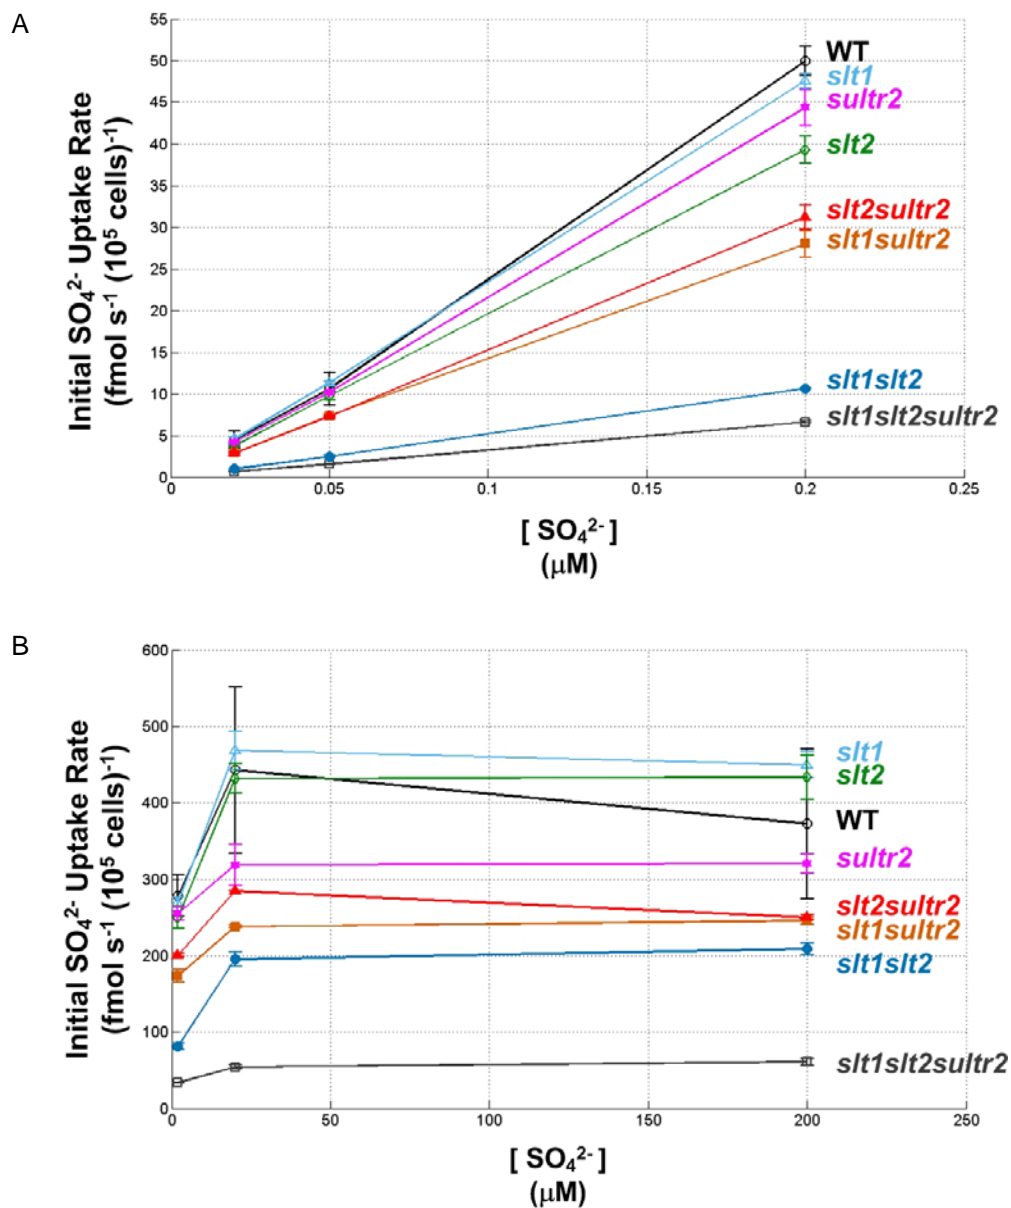 A
55
50
45
40
35
30
25
20
15
10
5
0
0 0.05 0.1 0.15 0.2 0.25
Initial SO₄²⁻ Uptake Rate
(fmol s⁻¹ (10⁵ cells)⁻¹
WT
slt1
sultr2
slt2
slt2sultr2
slt1sultr2
slt1slt2
slt1slt2sultr2
[ SO₄²⁻ ]
(μM)
B
600
500
400
300
200
100
0
0 50 100 150 200 250
Initial SO₄²⁻ Uptake Rate
(fmol s⁻¹ (10⁵ cells)⁻¹
slt1
slt2
WT
sultr2
slt2sultr2
slt1sultr2
slt1slt2
slt1slt2sultr2
[ SO₄²⁻ ]
(μM)